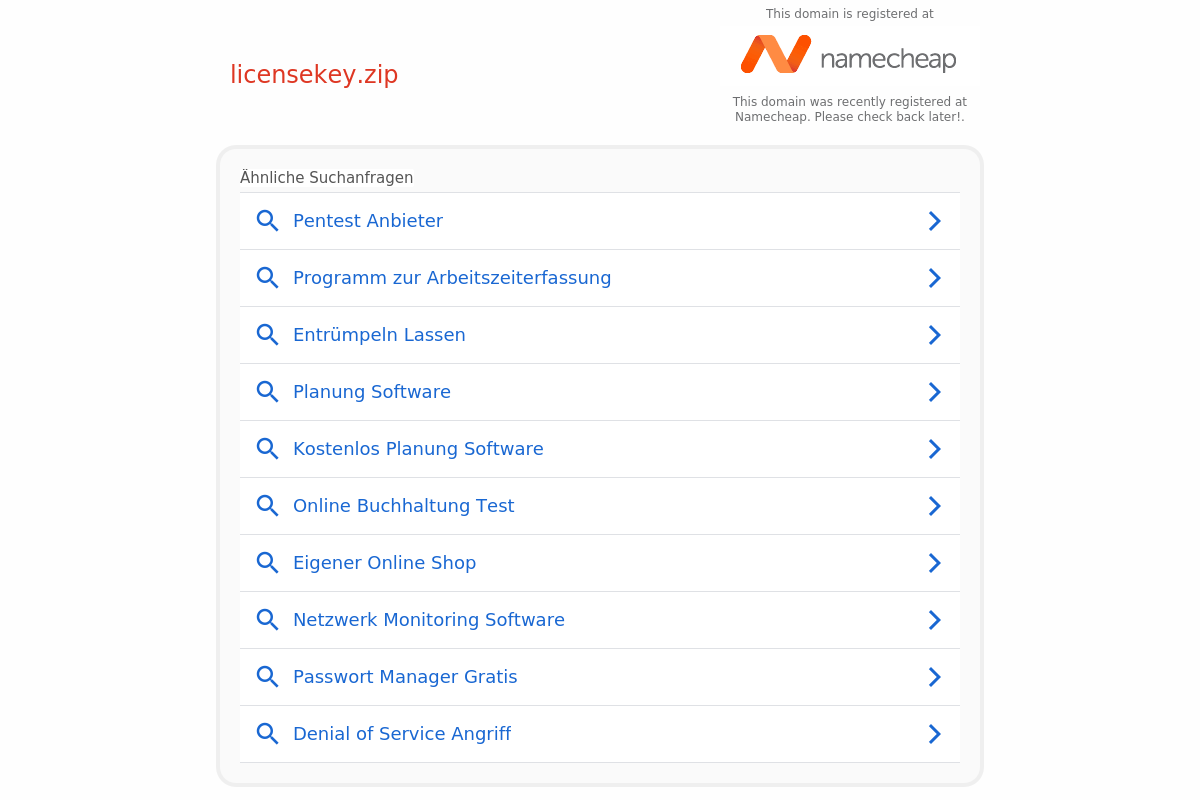 This domain is registered at
namecheap
licensekey.zip
This domain was recently registered at
Namecheap. Please check back later!.
Ähnliche Suchanfragen
Pentest Anbieter
Programm zur Arbeitszeiterfassung
Entrümpeln Lassen
Planung Software
Kostenlos Planung Software
Online Buchhaltung Test
Eigener Online Shop
Netzwerk Monitoring Software
Passwort Manager Gratis
Denial of Service Angriff